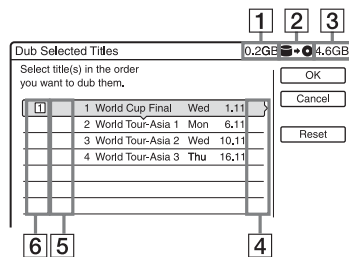 1 2 3
Dub Selected Titles 0.2GB 4.6GB
Select title(s) in the order
you want to dub them.
OK
Cancel
Reset
1 1 World Cup Final Wed 1.11
2 World Tour-Asia 1 Mon 6.11
3 World Tour-Asia 2 Wed 10.11
4 World Tour-Asia 3 Thu 16.11
6 5 4